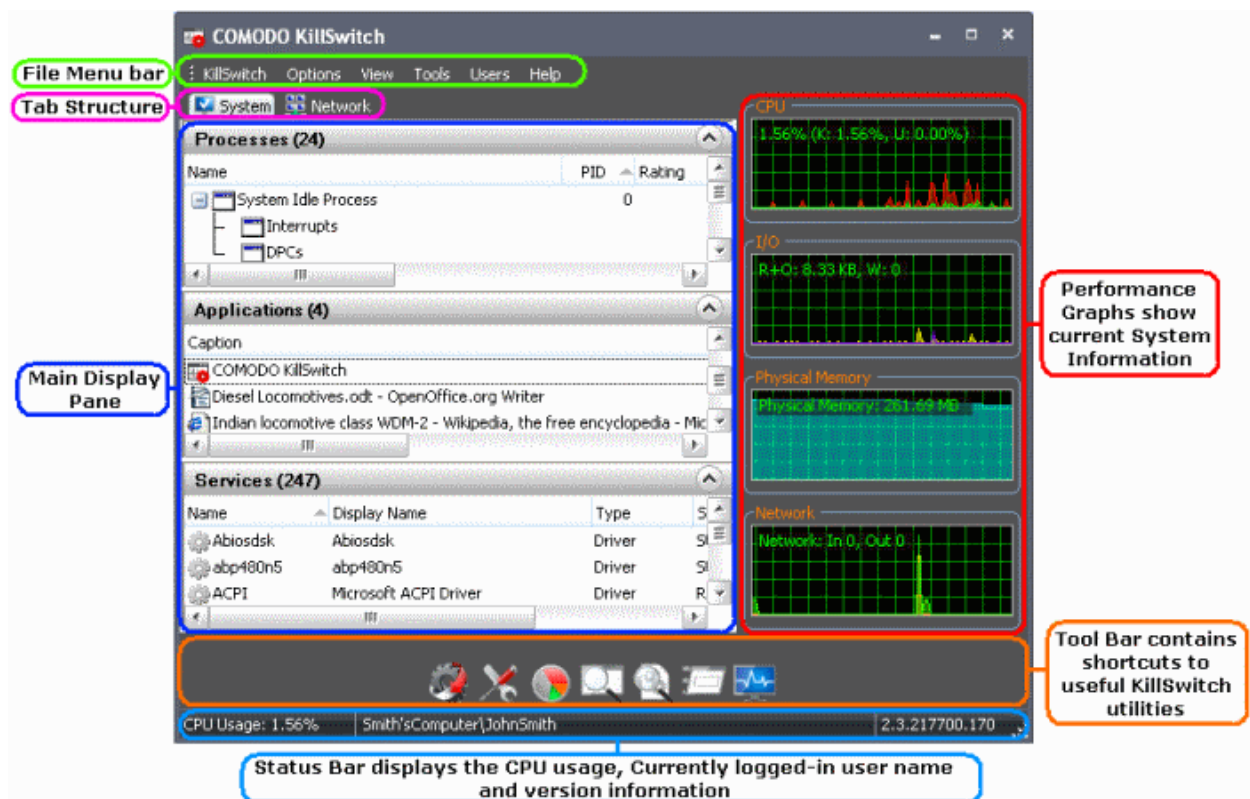 COMODO KillSwitch
File Menu bar
KillSwitch Options View Tools Users Help
Tab Structure
System Network
Processes (24)
Name PID Rating
System Idle Process 0
Interrupts
DPCs
Applications (4)
Caption
COMODO KillSwitch
Diesel Locomotives.odt - OpenOffice.org Writer
Indian locomotive class WDM-2 - Wikipedia, the free encyclopedia - Mic
Main Display
Pane
Services (247)
Name Display Name Type S
Abiosdsk Abiosdsk Driver S
abp480n5 abp480n5 Driver S
ACPI Microsoft ACPI Driver Driver R
CPU
1.56% (K: 1.56%, U: 0.00%)
I/O
R+O: 8.33 KB, W: 0
Physical Memory
Physical Memory: 261.69 MB
Network
Network: In 0, Out 0
Performance
Graphs show
current System
Information
Tool Bar contains
shortcuts to
useful KillSwitch
utilities
CPU Usage: 1.56% Smith'sComputer\JohnSmith 2.3.217700.170
Status Bar displays the CPU usage, Currently logged-in user name
and version information